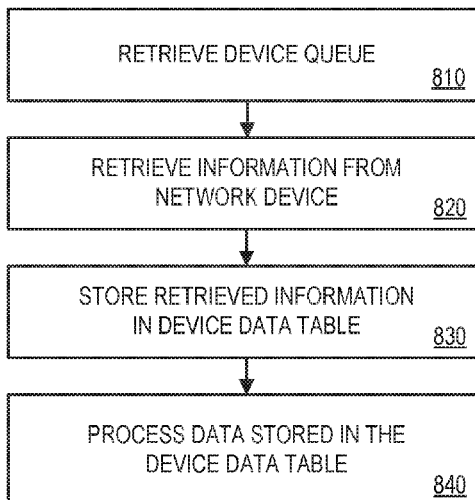 RETRIEVE DEVICE QUEUE
810
RETRIEVE INFORMATION FROM
NETWORK DEVICE
820
STORE RETRIEVED INFORMATION
IN DEVICE DATA TABLE
830
PROCESS DATA STORED IN THE
DEVICE DATA TABLE
840